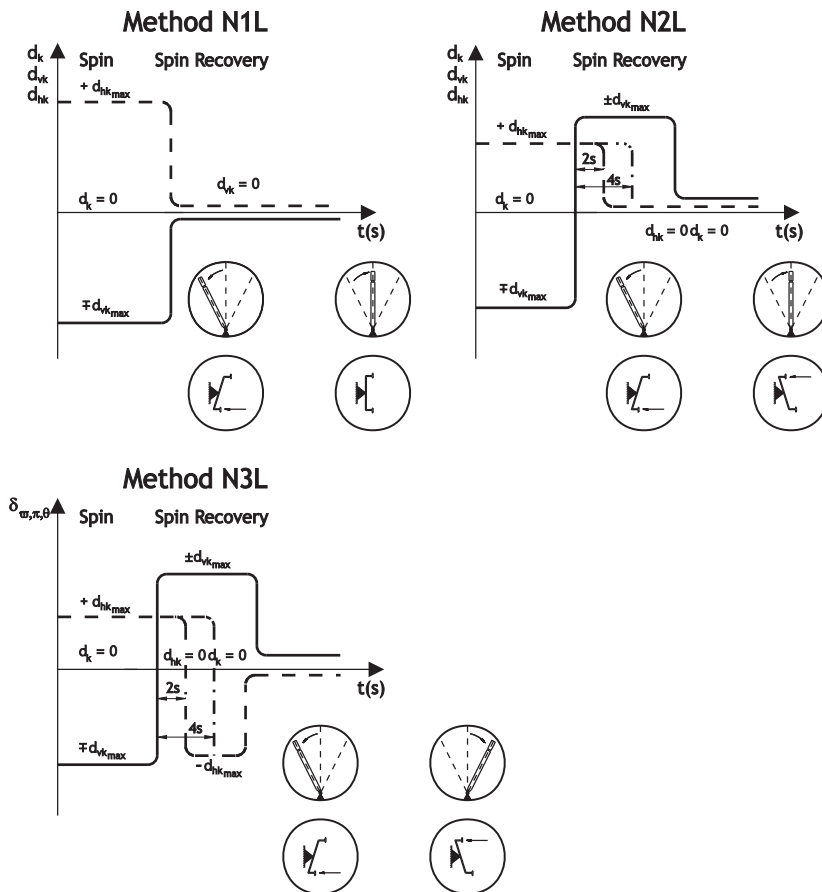 Method N1L
d_k
d_vk
d_hk
Spin
Spin Recovery
+ d_hk_max
d_k = 0
d_vk = 0
t(s)
∓d_vk_max
Method N2L
d_k
d_vk
d_hk
Spin
Spin Recovery
±d_vk_max
+ d_hk_max
2s
4s
d_k = 0
t(s)
d_hk = 0 d_k = 0
∓d_vk_max
Method N3L
δ_ϖ,π,θ
Spin
Spin Recovery
±d_vk_max
+ d_hk_max
d_k = 0
d_hk = 0 d_k = 0
2s
t(s)
4s
∓d_vk_max
-d_hk_max